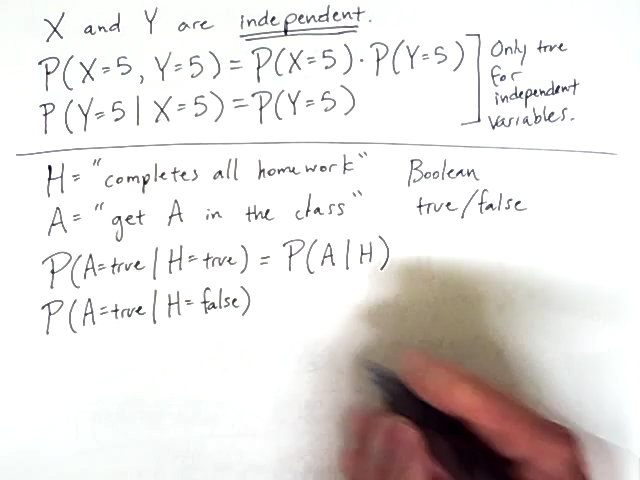 X and Y are independent.
P(X=5, Y=5) = P(X=5) · P(Y=5)
P(Y=5 | X=5) = P(Y=5)
Only true
for
independent
variables.
H = "completes all homework"
A = "get A in the class"
Boolean
true/false
P(A=true | H=true) = P(A | H)
P(A=true | H=false)